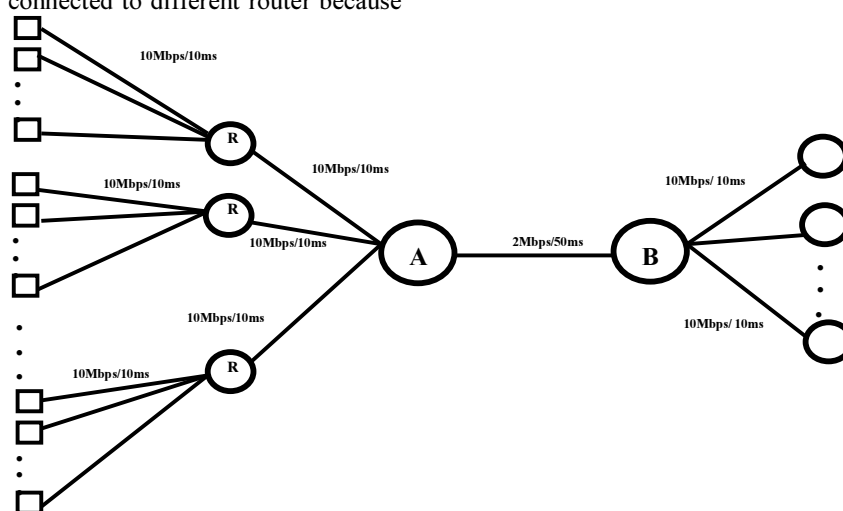 connected to different router because
10Mbps/10ms
R
10Mbps/10ms
10Mbps/10ms
R
10Mbps/10ms
10Mbps/ 10ms
A
2Mbps/50ms
B
10Mbps/10ms
10Mbps/ 10ms
10Mbps/10ms
R